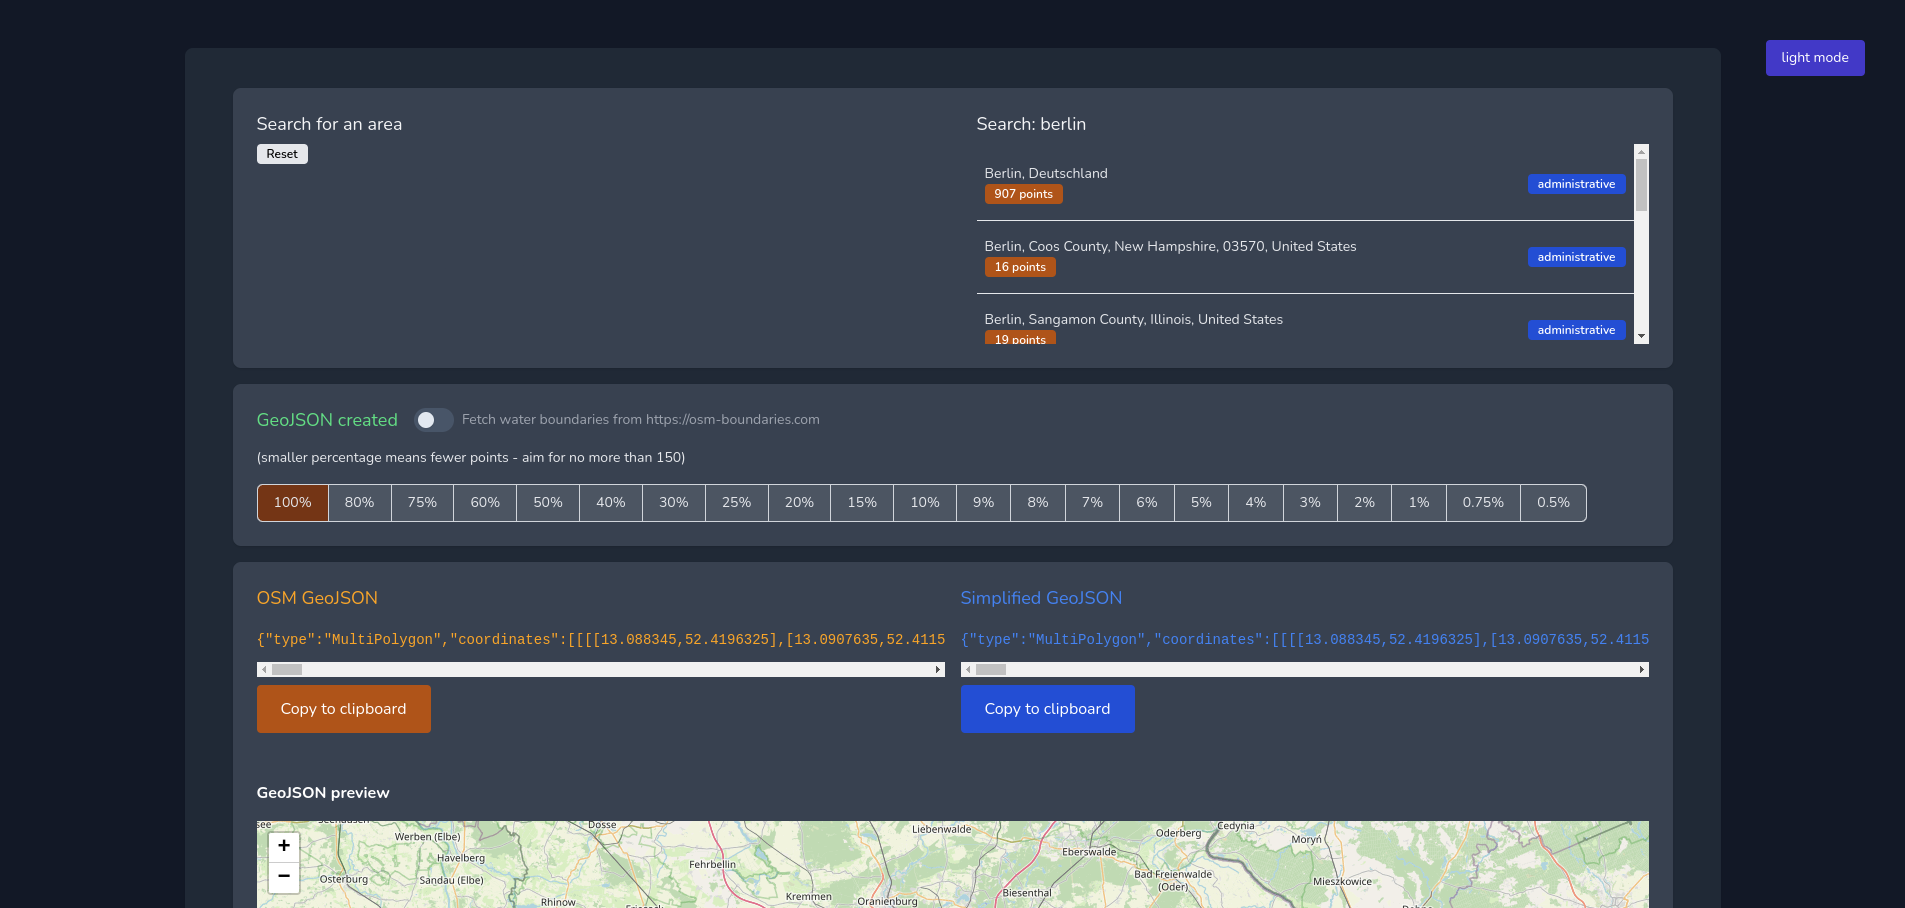 light mode
Search for an area
Reset
Search: berlin
Berlin, Deutschland
907 points
administrative
Berlin, Coos County, New Hampshire, 03570, United States
16 points
administrative
Berlin, Sangamon County, Illinois, United States
19 points
administrative
GeoJSON created
Fetch water boundaries from https://osm-boundaries.com
(smaller percentage means fewer points - aim for no more than 150)
100% 80% 75% 60% 50% 40% 30% 25% 20% 15% 10% 9% 8% 7% 6% 5% 4% 3% 2% 1% 0.75% 0.5%
OSM GeoJSON
{"type":"MultiPolygon","coordinates":[[[[13.088345,52.4196325],[13.0907635,52.4115
Copy to clipboard
Simplified GeoJSON
{"type":"MultiPolygon","coordinates":[[[[13.088345,52.4196325],[13.0907635,52.4115
Copy to clipboard
GeoJSON preview
+
−
Dosse
Liebenwalde
Cedynia
Werben (Elbe)
Oderberg
Moryń
Havelberg
Fehrbellin
Eberswalde
Osterburg
Sandau (Elbe)
Bad Freienwalde
(Oder)
Mieszkowice
Kremmen
Biesenthal
Rhinow
Oranienburg